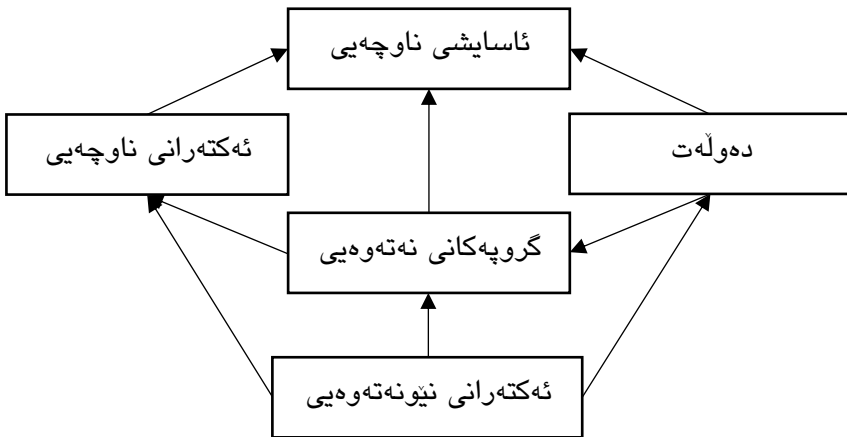 ئاسایشی ناوچەیی
دەوڵەت
ئەکتەرانی ناوچەیی
گروپەکانی نەتەوەیی
ئەکتەرانی نێونەتەوەیی